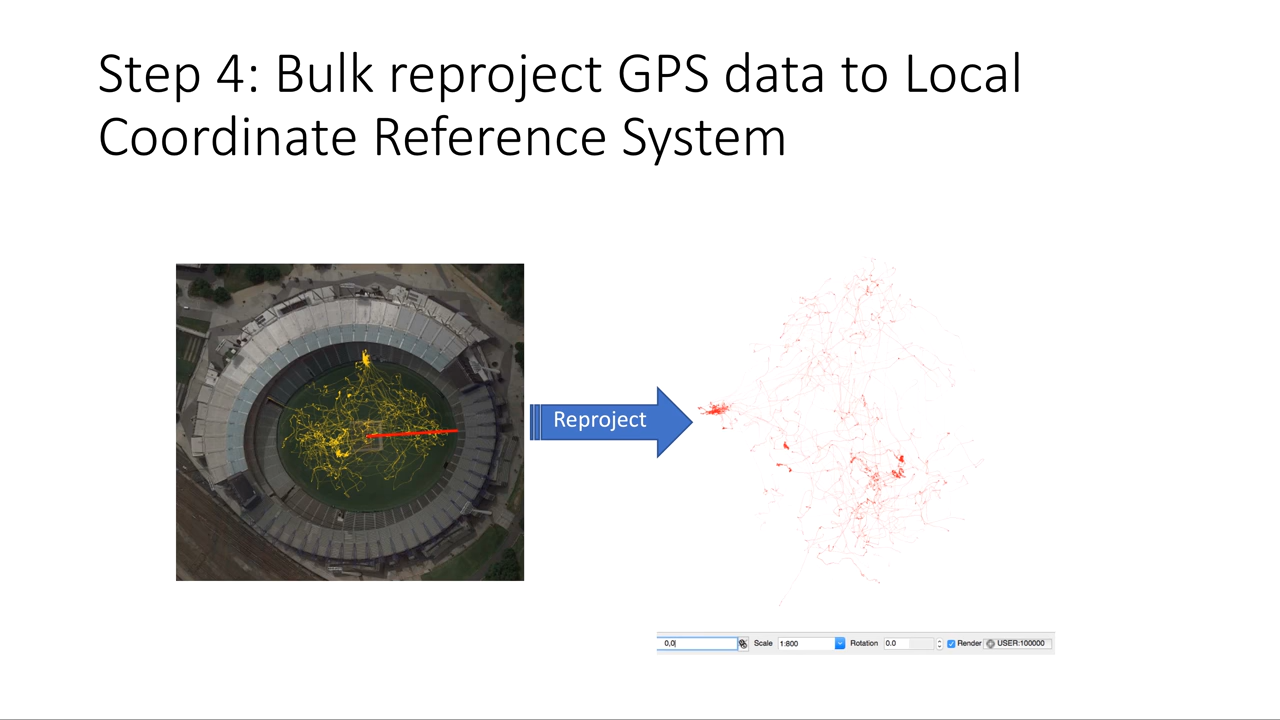 Step 4: Bulk reproject GPS data to Local
Coordinate Reference System
Reproject
0,0 Scale 1:800 Rotation 0.0 Render USER:100000